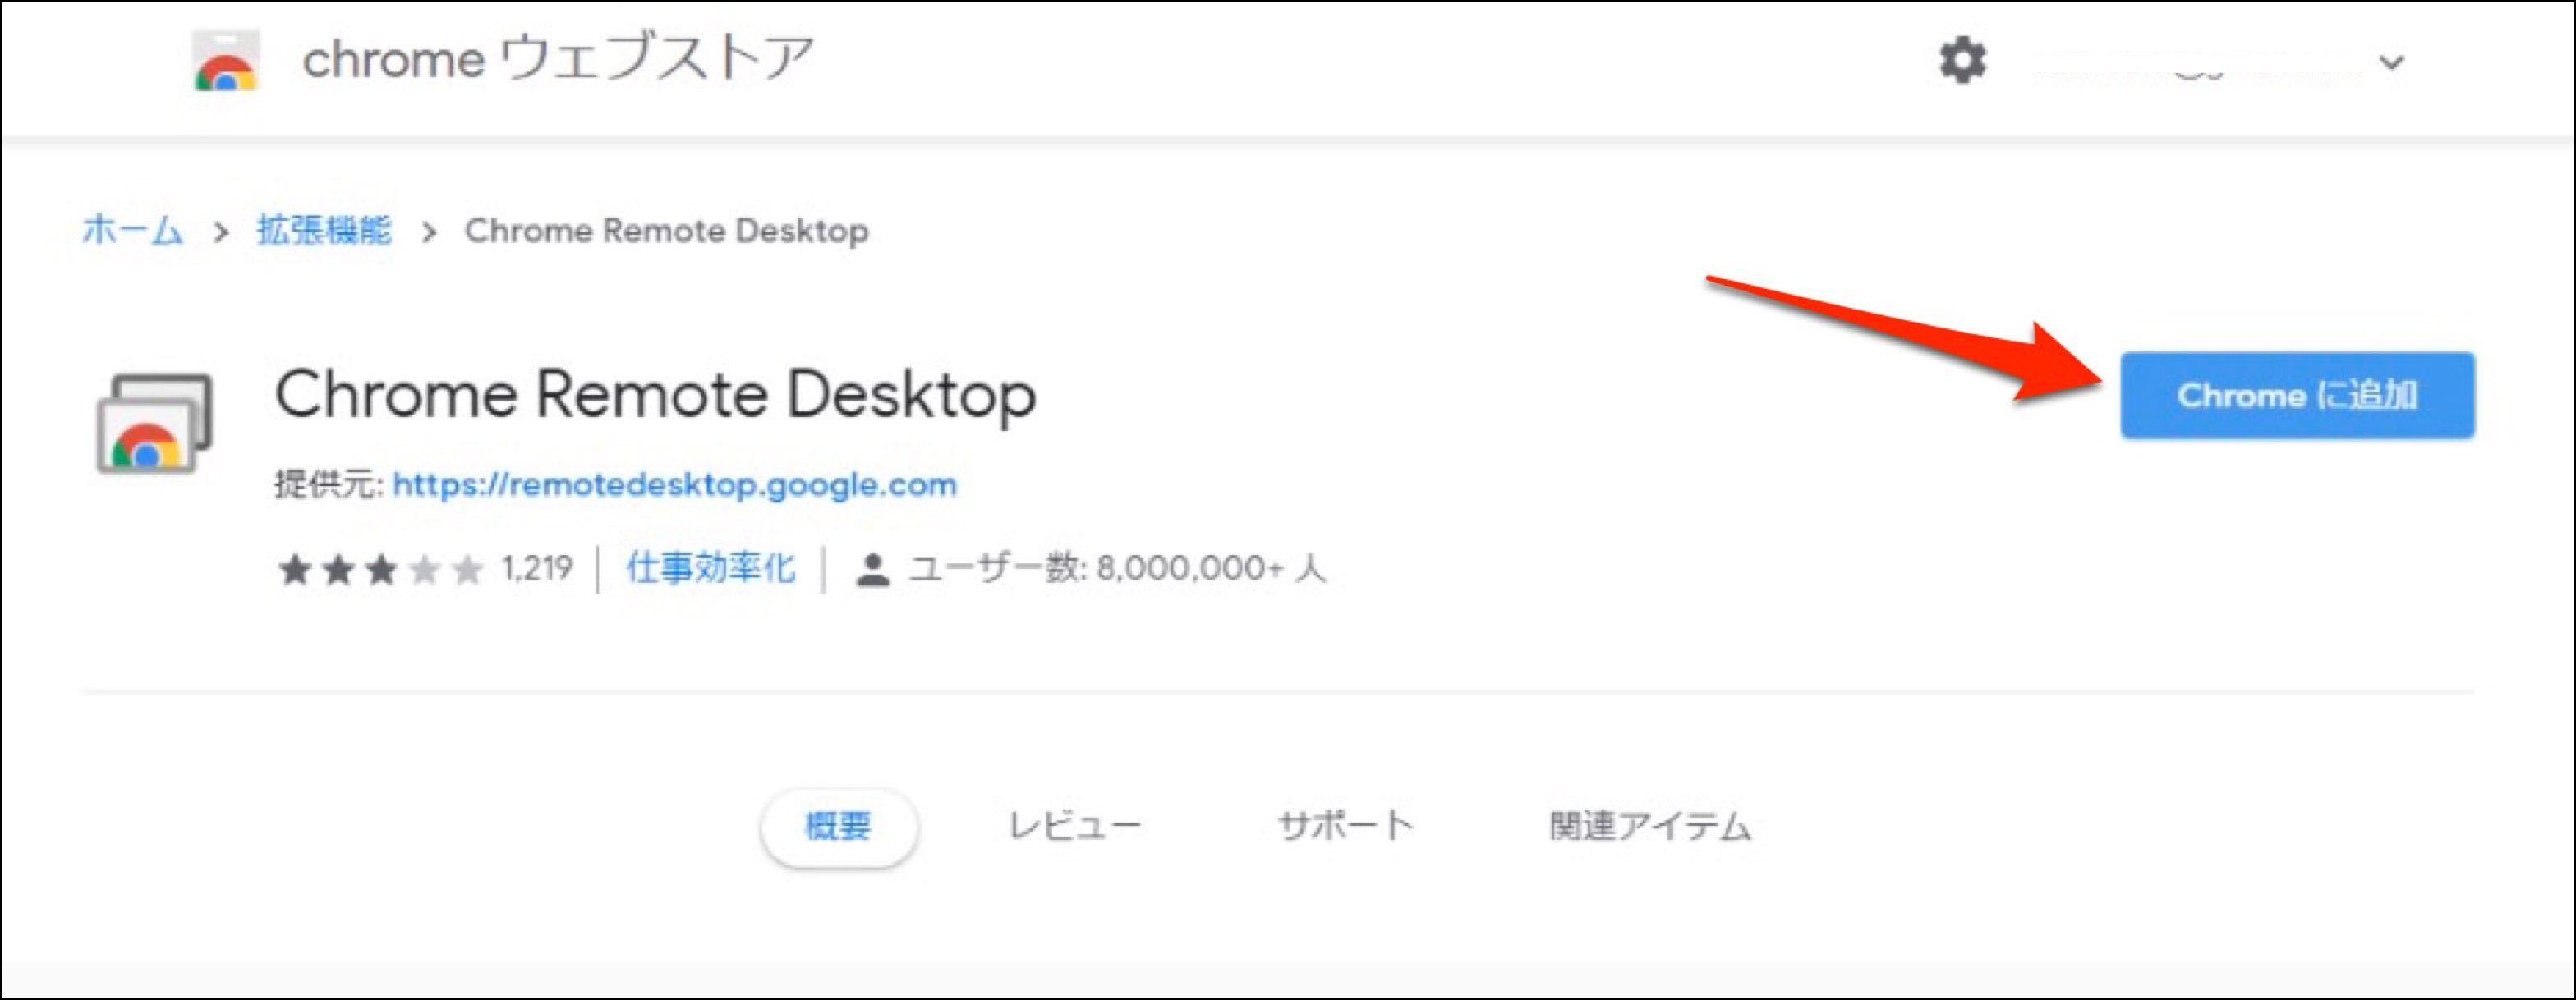 chrome ウェブストア
ホーム > 拡張機能 > Chrome Remote Desktop
Chrome Remote Desktop
Chrome に追加
提供元: https://remotedesktop.google.com
1,219 | 仕事効率化 | ユーザー数: 8,000,000+ 人
概要 レビュー サポート 関連アイテム